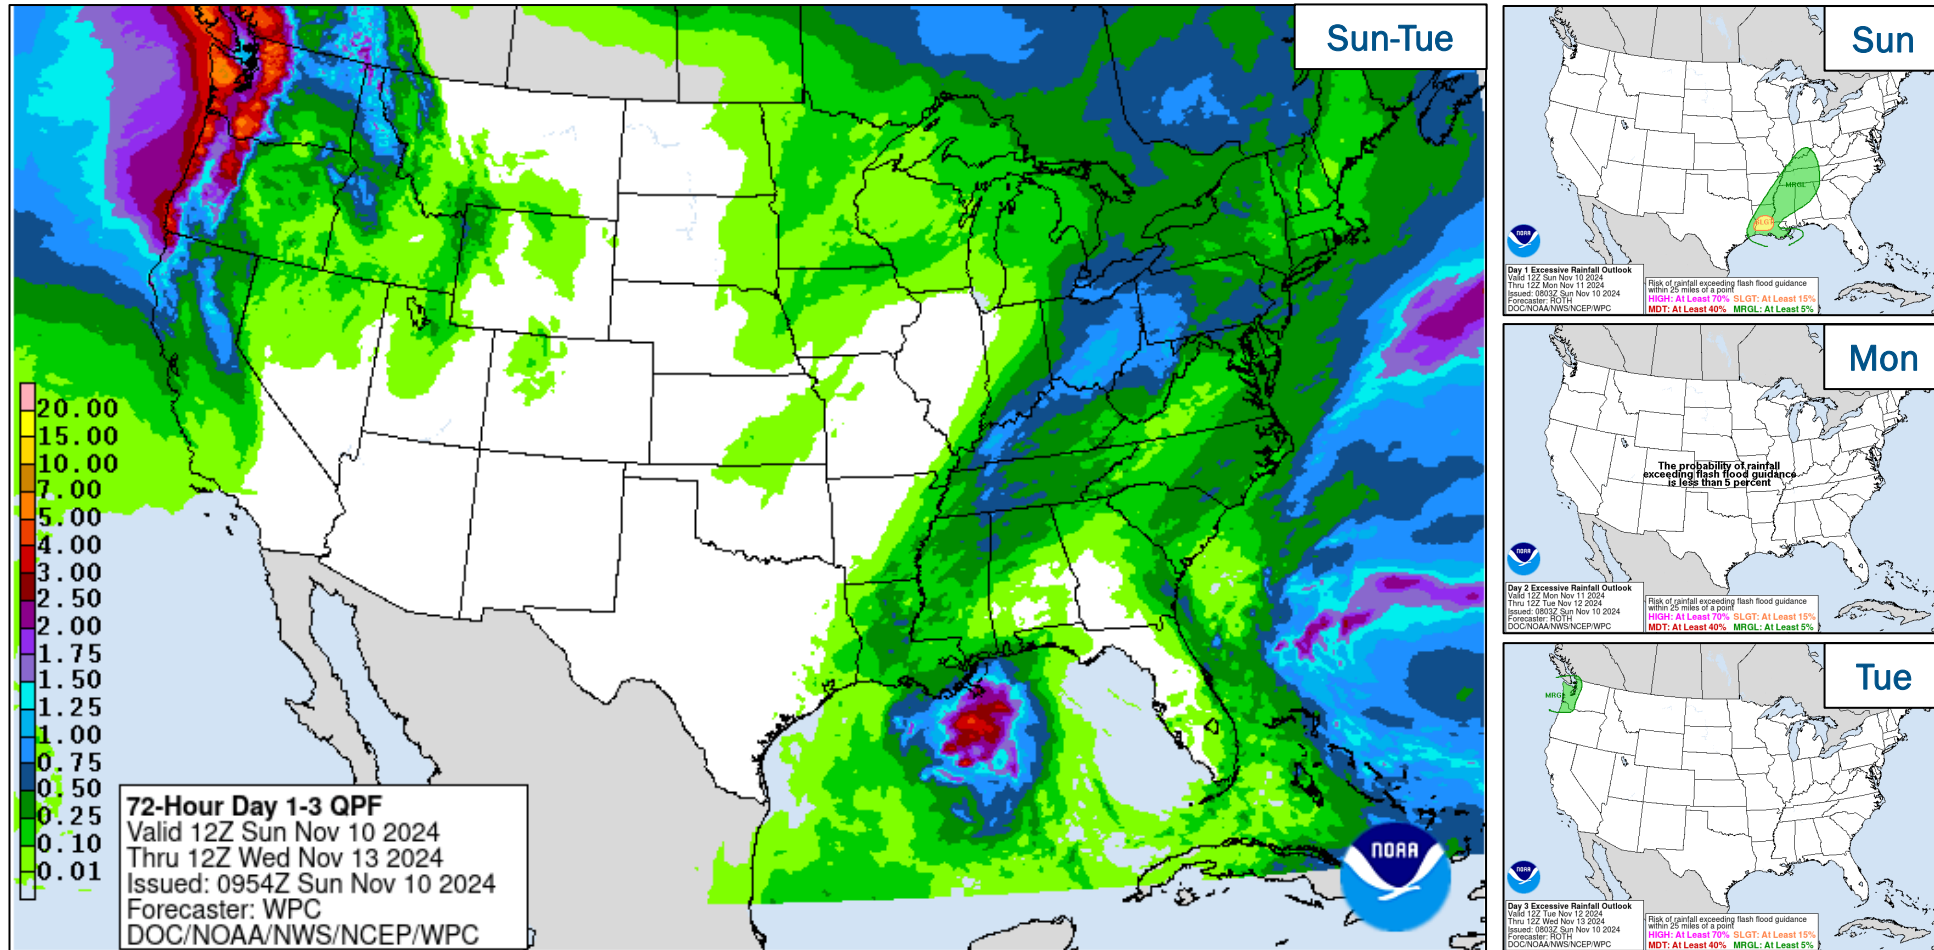 Sun-Tue
20.00
15.00
10.00
7.00
5.00
4.00
3.00
2.50
2.00
1.75
1.50
1.25
1.00
0.75
0.50
0.25
0.10
0.01
72-Hour Day 1-3 QPF
Valid 12Z Sun Nov 10 2024
Thru 12Z Wed Nov 13 2024
Issued: 0954Z Sun Nov 10 2024
Forecaster: WPC
DOC/NOAA/NWS/NCEP/WPC
NOAA
Sun
MRGL
SLGT
NOAA
Day 1 Excessive Rainfall Outlook
Valid 12Z Sun Nov 10 2024
Thru 12Z Mon Nov 11 2024
Issued: 0803Z Sun Nov 10 2024
Forecaster: ROTH
DOC/NOAA/NWS/NCEP/WPC
Risk of rainfall exceeding flash flood guidance
within 25 miles of a point
HIGH: At Least 70% SLGT: At Least 15%
MDT: At Least 40% MRGL: At Least 5%
Mon
The probability of rainfall
exceeding flash flood guidance
is less than 5 percent
NOAA
Day 2 Excessive Rainfall Outlook
Valid 12Z Mon Nov 11 2024
Thru 12Z Tue Nov 12 2024
Issued: 0803Z Sun Nov 10 2024
Forecaster: ROTH
DOC/NOAA/NWS/NCEP/WPC
Risk of rainfall exceeding flash flood guidance
within 25 miles of a point
HIGH: At Least 70% SLGT: At Least 15%
MDT: At Least 40% MRGL: At Least 5%
Tue
MRGL
NOAA
Day 3 Excessive Rainfall Outlook
Valid 12Z Tue Nov 12 2024
Thru 12Z Wed Nov 13 2024
Issued: 0803Z Sun Nov 10 2024
Forecaster: ROTH
DOC/NOAA/NWS/NCEP/WPC
Risk of rainfall exceeding flash flood guidance
within 25 miles of a point
HIGH: At Least 70% SLGT: At Least 15%
MDT: At Least 40% MRGL: At Least 5%